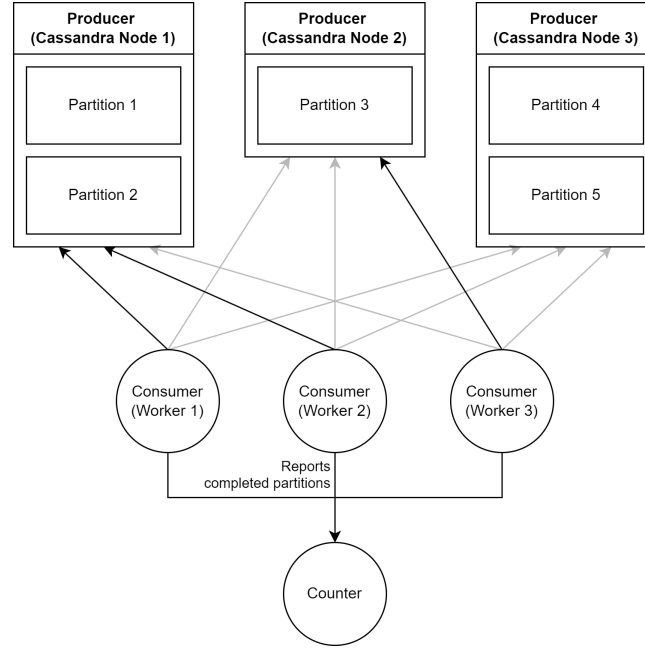 Producer
(Cassandra Node 1)
Partition 1
Partition 2
Producer
(Cassandra Node 2)
Partition 3
Producer
(Cassandra Node 3)
Partition 4
Partition 5
Consumer
(Worker 1)
Consumer
(Worker 2)
Consumer
(Worker 3)
Reports
completed partitions
Counter